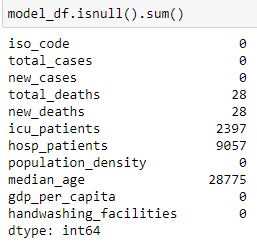 model_df.isnull().sum()
iso_code 0
total_cases 0
new_cases 0
total_deaths 28
new_deaths 28
icu_patients 2397
hosp_patients 9057
population_density 0
median_age 28775
gdp_per_capita 0
handwashing_facilities 0
dtype: int64